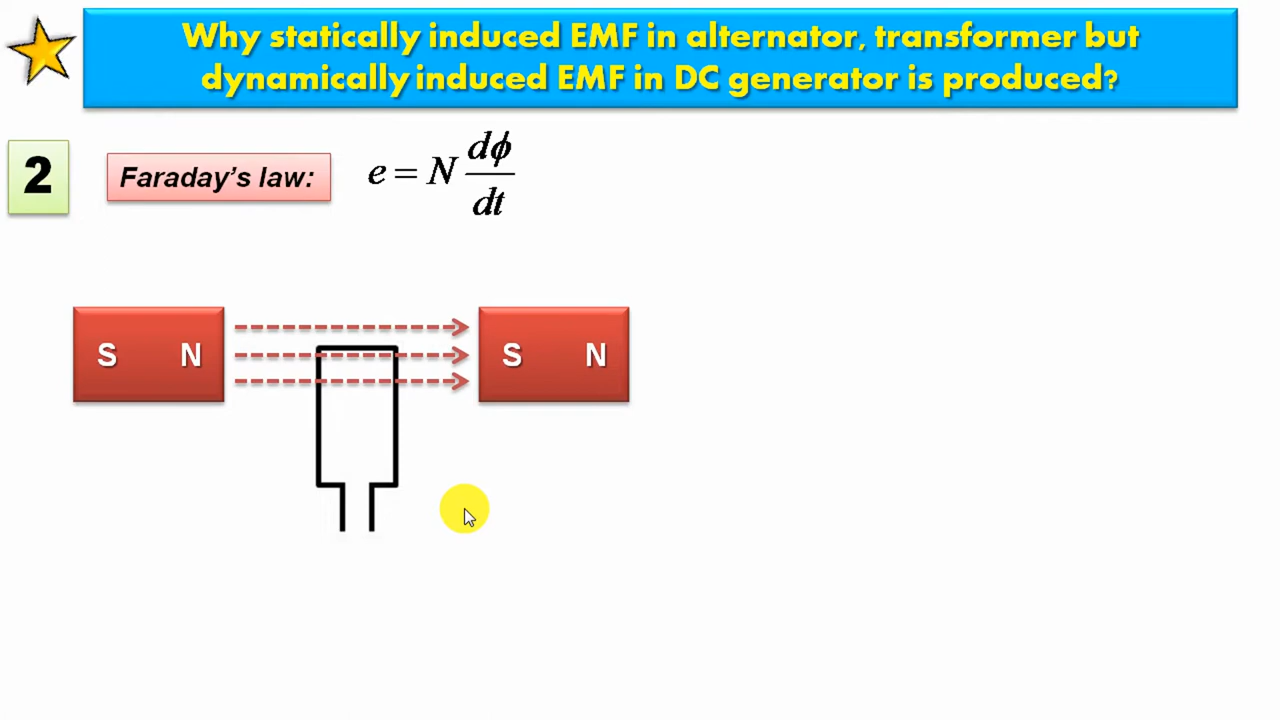 Why statically induced EMF in alternator, transformer but
dynamically induced EMF in DC generator is produced?
2
Faraday's law:
e = N dϕ/dt
S N S N